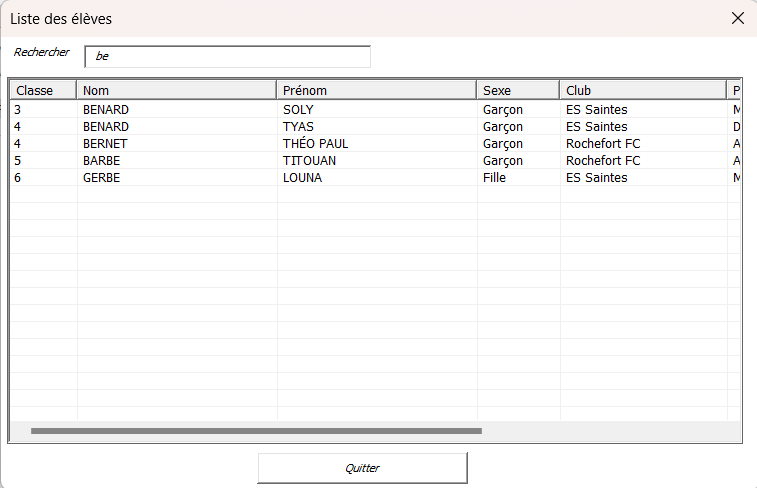 Liste des élèves
Rechercher be
Classe Nom Prénom Sexe Club P
3 BENARD SOLY Garçon ES Saintes M
4 BENARD TYAS Garçon ES Saintes D
4 BERNET THÉO PAUL Garçon Rochefort FC A
5 BARBE TITOUAN Garçon Rochefort FC A
6 GERBE LOUNA Fille ES Saintes M
Quitter